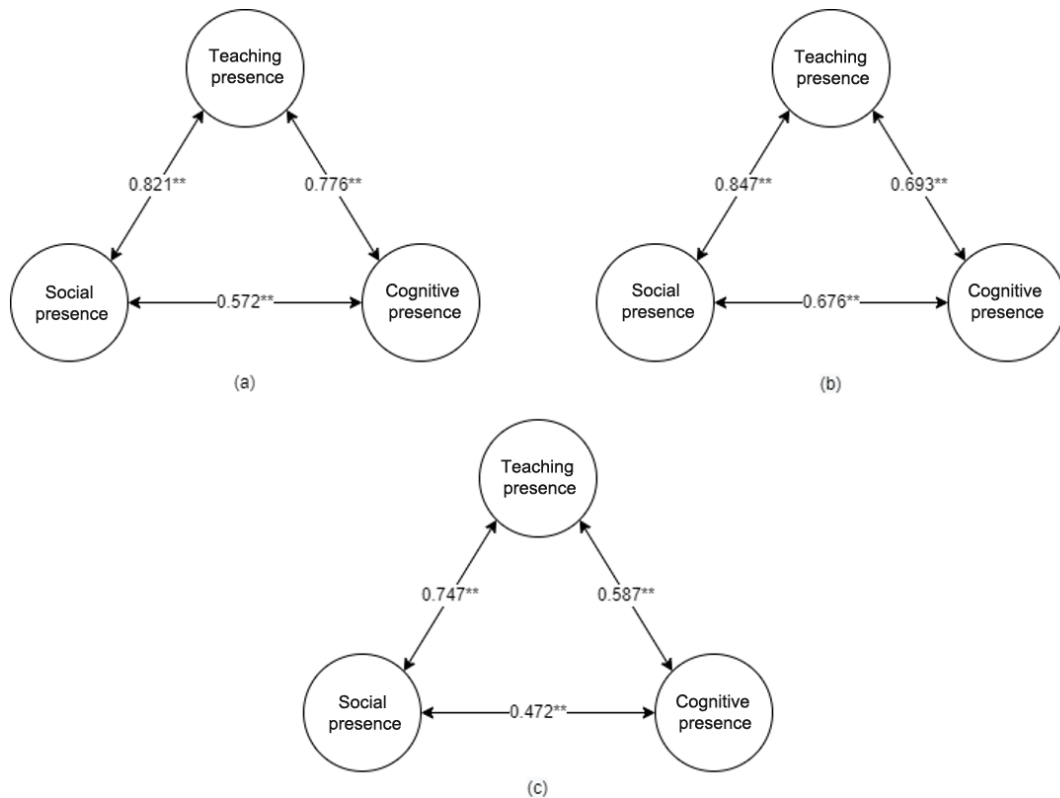 Teaching
presence
0.821**
0.776**
Social
presence
0.572**
Cognitive
presence
(a)
Teaching
presence
0.847**
0.693**
Social
presence
0.676**
Cognitive
presence
(b)
Teaching
presence
0.747**
0.587**
Social
presence
0.472**
Cognitive
presence
(c)